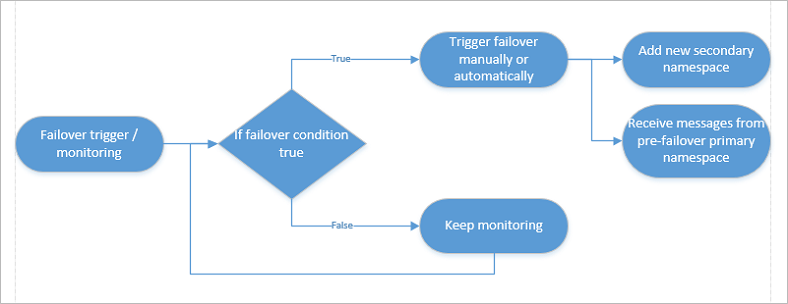 Failover trigger /
monitoring
If failover condition
true
True
Trigger failover
manually or
automatically
Add new secondary
namespace
Receive messages from
pre-failover primary
namespace
False
Keep monitoring